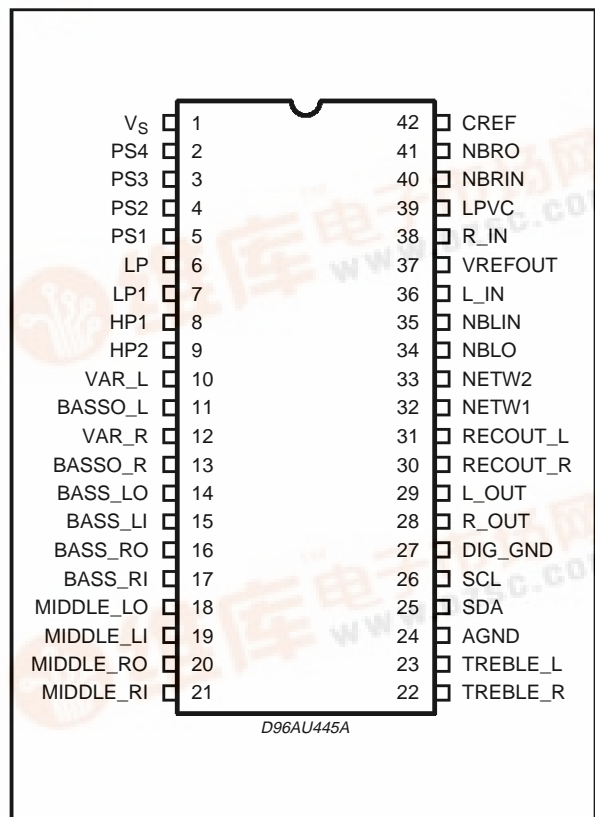 VS 1 42 CREF
PS4 2 41 NBRO
PS3 3 40 NBRIN
PS2 4 39 LPVC
PS1 5 38 R_IN
LP 6 37 VREFOUT
LP1 7 36 L_IN
HP1 8 35 NBLIN
HP2 9 34 NBLO
VAR_L 10 33 NETW2
BASSO_L 11 32 NETW1
VAR_R 12 31 RECOUT_L
BASSO_R 13 30 RECOUT_R
BASS_LO 14 29 L_OUT
BASS_LI 15 28 R_OUT
BASS_RO 16 27 DIG_GND
BASS_RI 17 26 SCL
MIDDLE_LO 18 25 SDA
MIDDLE_LI 19 24 AGND
MIDDLE_RO 20 23 TREBLE_L
MIDDLE_RI 21 22 TREBLE_R
D96AU445A